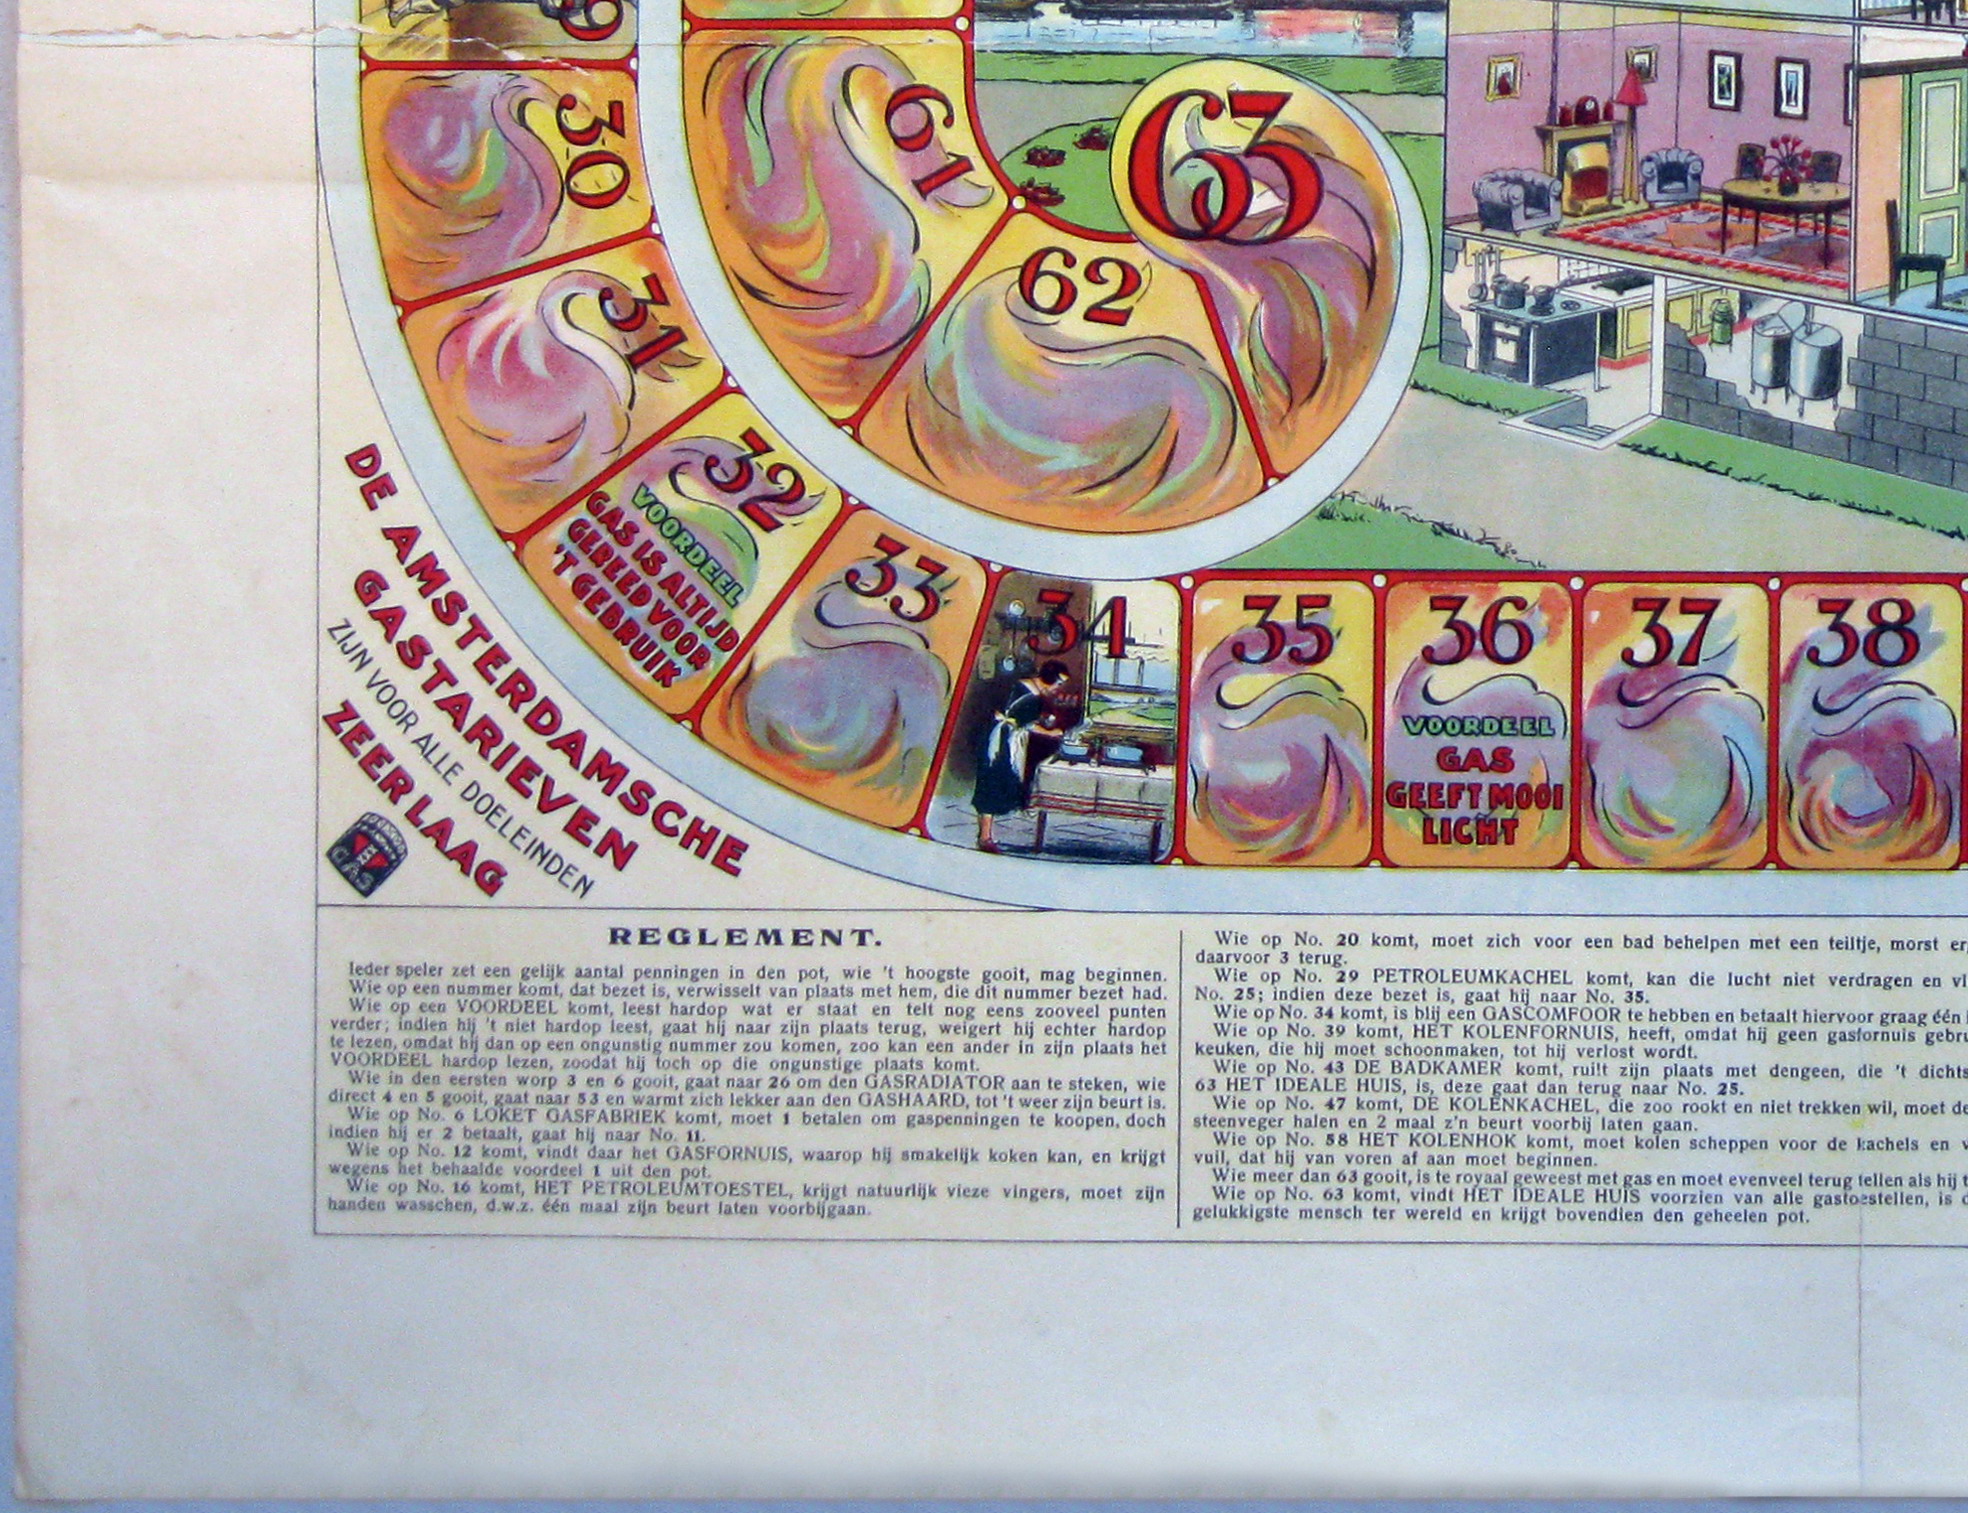 9
30
31
32
VOORDEEL
GAS IS ALTIJD
GEREED VOOR
'T GEBRUIK
33
34
35
36
VOORDEEL
GAS
GEEFT MOOI
LICHT
37
38
61
62
63
DE AMSTERDAMSCHE
GASTARIEVEN
ZIJN VOOR ALLE DOELEINDEN
ZEER LAAG
GAS
REGLEMENT.
Ieder speler zet een gelijk aantal penningen in den pot, wie 't hoogste gooit, mag beginnen.
Wie op een nummer komt, dat bezet is, verwisselt van plaats met hem, die dit nummer bezet had.
Wie op een VOORDEEL komt, leest hardop wat er staat en telt nog eens zooveel punten
verder; indien hij 't niet hardop leest, gaat hij naar zijn plaats terug, weigert hij echter hardop
te lezen, omdat hij dan op een ongunstig nummer zou komen, zoo kan een ander in zijn plaats het
VOORDEEL hardop lezen, zoodat hij toch op die ongunstige plaats komt.
Wie in den eersten worp 3 en 6 gooit, gaat naar 26 om den GASRADIATOR aan te steken, wie
direct 4 en 5 gooit, gaat naar 53 en warmt zich lekker aan den GASHAARD, tot 't weer zijn beurt is.
Wie op No. 6 LOKET GASFABRIEK komt, moet 1 betalen om gaspenningen te koopen, doch
indien hij er 2 betaalt, gaat hij naar No. 11.
Wie op No. 12 komt, vindt daar het GASFORNUIS, waarop hij smakelijk koken kan, en krijgt
wegens het behaalde voordeel 1 uit den pot.
Wie op No. 16 komt, HET PETROLEUMTOESTEL, krijgt natuurlijk vieze vingers, moet zijn
handen wasschen, d.w.z. één maal zijn beurt laten voorbijgaan.
Wie op No. 20 komt, moet zich voor een bad behelpen met een teiltje, morst er
daarvoor 3 terug.
Wie op No. 29 PETROLEUMKACHEL komt, kan die lucht niet verdragen en vl
No. 25; indien deze bezet is, gaat hij naar No. 35.
Wie op No. 34 komt, is blij een GASCOMFOOR te hebben en betaalt hiervoor graag één
Wie op No. 39 komt, HET KOLENFORNUIS, heeft, omdat hij geen gasfornuis gebru
keuken, die hij moet schoonmaken, tot hij verlost wordt.
Wie op No. 43 DE BADKAMER komt, ruilt zijn plaats met dengeen, die 't dichts
63 HET IDEALE HUIS, is, deze gaat dan terug naar No. 25.
Wie op No. 47 komt, DE KOLENKACHEL, die zoo rookt en niet trekken wil, moet de
steenveger halen en 2 maal z'n beurt voorbij laten gaan.
Wie op No. 58 HET KOLENHOK komt, moet kolen scheppen voor de kachels en v
vuil, dat hij van voren af aan moet beginnen.
Wie meer dan 63 gooit, is te royaal geweest met gas en moet evenveel terug tellen als hij t
Wie op No. 63 komt, vindt HET IDEALE HUIS voorzien van alle gastoestellen, is d
gelukkigste mensch ter wereld en krijgt bovendien den geheelen pot.